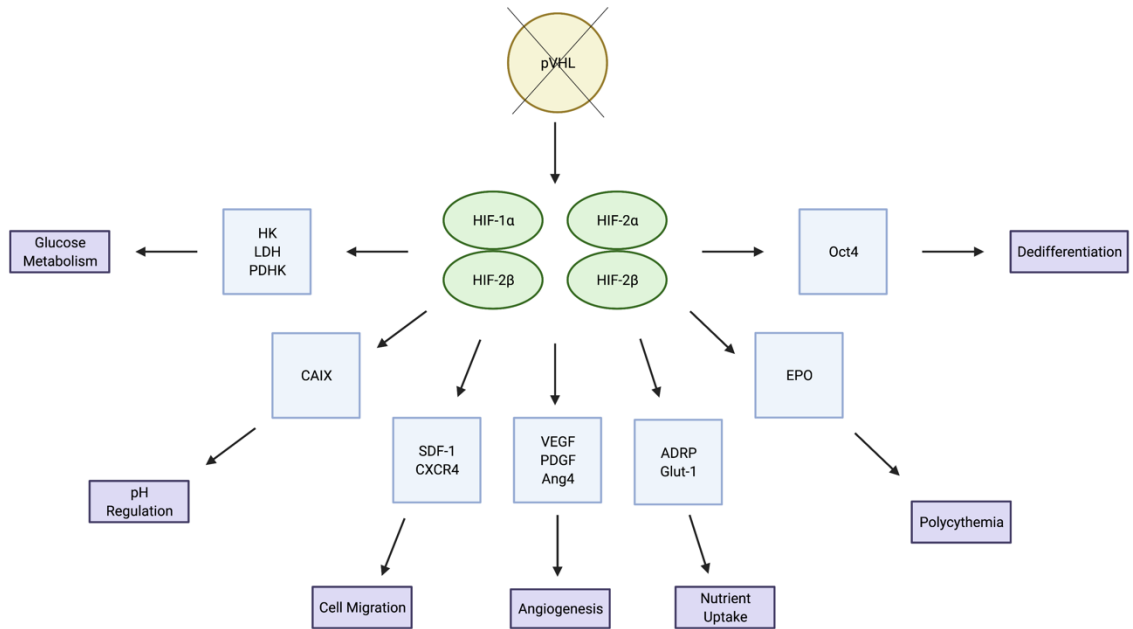 pVHL
HIF-1α
HIF-2α
HIF-2β
HIF-2β
HK
LDH
PDHK
Glucose
Metabolism
Oct4
Dedifferentiation
CAIX
EPO
SDF-1
CXCR4
VEGF
PDGF
Ang4
ADRP
Glut-1
pH
Regulation
Polycythemia
Cell Migration
Angiogenesis
Nutrient
Uptake